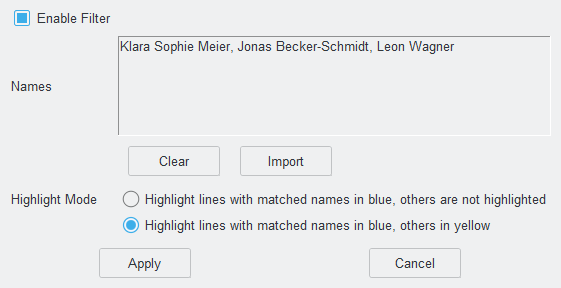 Enable Filter
Klara Sophie Meier, Jonas Becker-Schmidt, Leon Wagner
Names
Clear
Import
Highlight Mode
Highlight lines with matched names in blue, others are not highlighted
Highlight lines with matched names in blue, others in yellow
Apply
Cancel